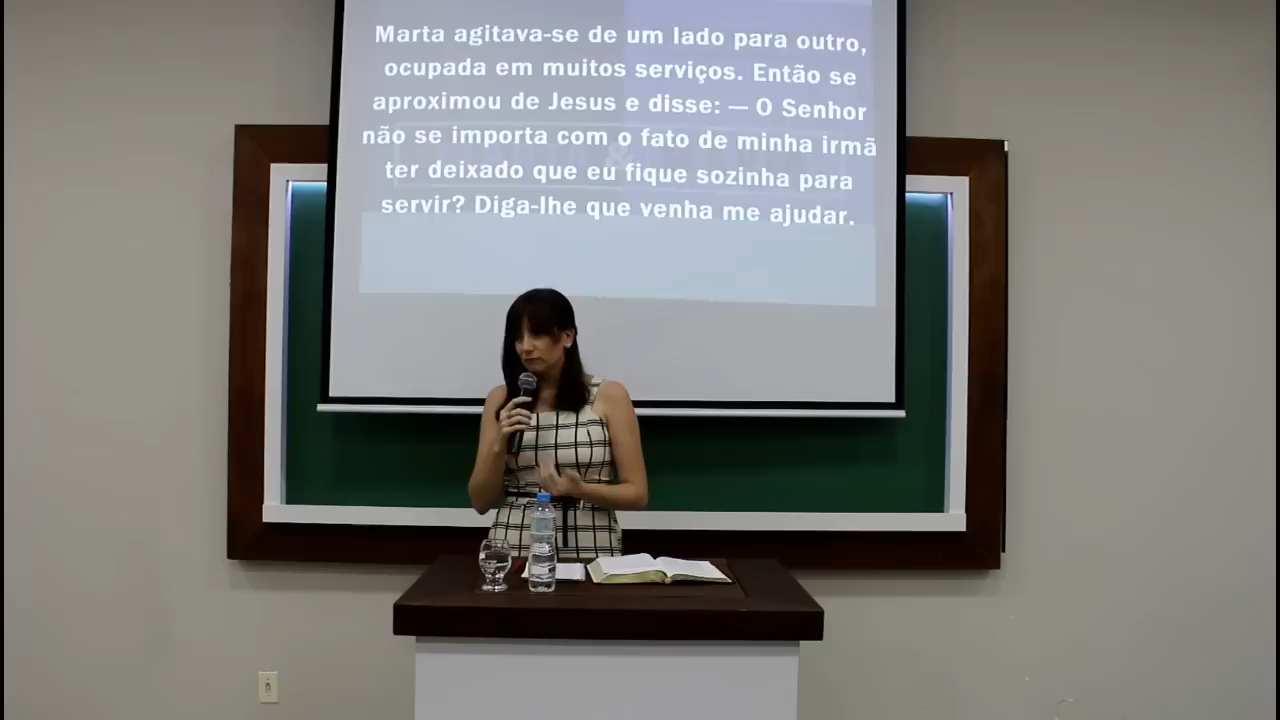 Marta agitava-se de um lado para outro,
ocupada em muitos serviços. Então se
aproximou de Jesus e disse: — O Senhor
não se importa com o fato de minha irmã
ter deixado que eu fique sozinha para
servir? Diga-lhe que venha me ajudar.